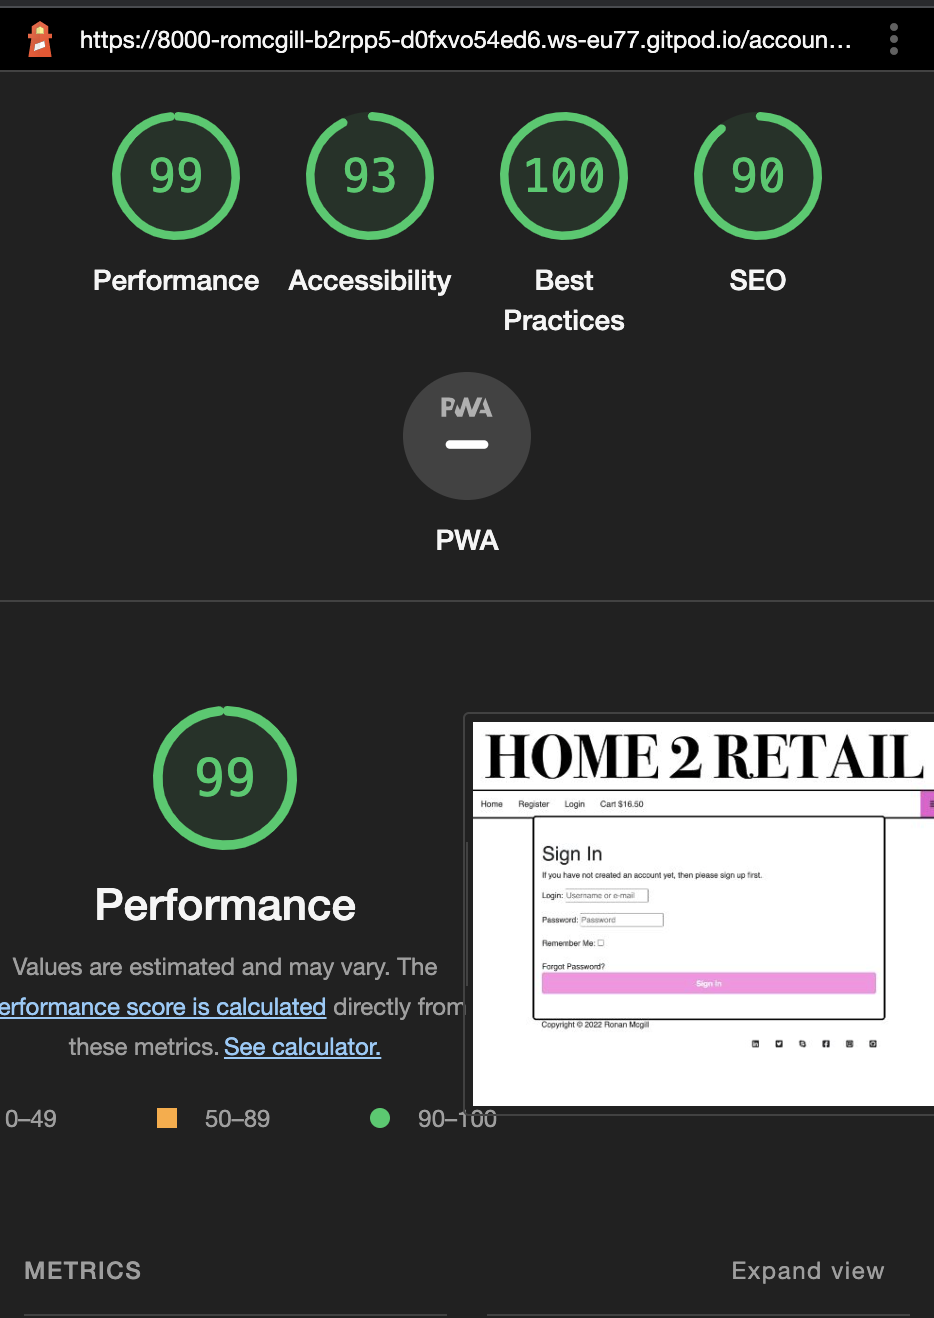 https://8000-romcgill-b2rpp5-d0fxvo54ed6.ws-eu77.gitpod.io/accoun...
99
93
100
90
Performance
Accessibility
Best
Practices
SEO
PWA
PWA
99
Performance
Values are estimated and may vary. The
erformance score is calculated directly from
these metrics. See calculator.
0–49
50–89
90–100
HOME 2 RETAIL
Home
Register
Login
Cart $16.50
Sign In
If you have not created an account yet, then please sign up first.
Login: Username or e-mail
Password: Password
Remember Me:
Forgot Password?
Sign In
Copyright © 2022 Ronan Mcgill
METRICS
Expand view